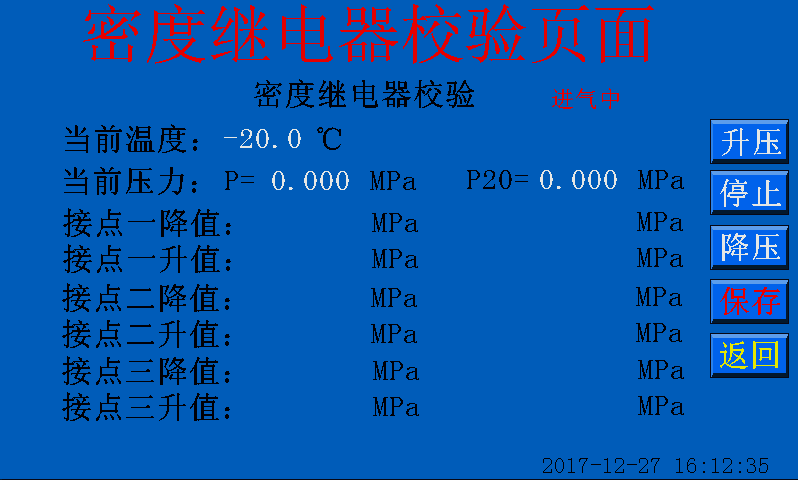 密度继电器校验页面
密度继电器校验 进气中
当前温度: -20.0 ℃
升压
当前压力: P= 0.000 MPa P20= 0.000 MPa
停止
接点一降值: MPa MPa
降压
接点一升值: MPa MPa
接点二降值: MPa MPa
保存
接点二升值: MPa MPa
返回
接点三降值: MPa MPa
接点三升值: MPa MPa
2017-12-27 16:12:35